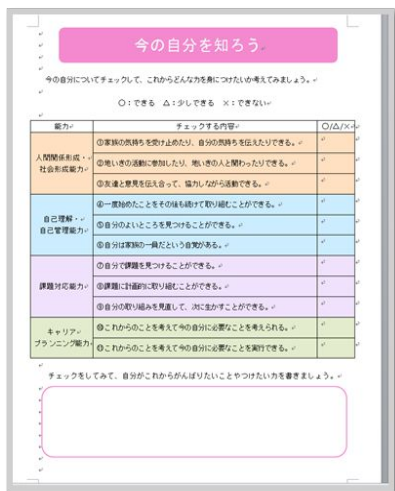 今の自分を知ろう
今の自分についてチェックして、これからどんな力を身につけたいか考えてみましょう。
○:できる △:少しできる ×:できない
能力 チェックする内容 ○/△/×
人間関係形成・
社会形成能力
①家族の気持ちを受け止めたり、自分の気持ちを伝えたりできる。
②地いきの活動に参加したり、地いきの人と関わったりできる。
③友達と意見を伝え合って、協力しながら活動できる。
自己理解・
自己管理能力
④一度始めたことをその後も続けて取り組むことができる。
⑤自分のよいところを見つけることができる。
⑥自分は家族の一員だという自覚がある。
課題対応能力
⑦自分で課題を見つけることができる。
⑧課題に計画的に取り組むことができる。
⑨自分の取り組みを見直して、次に生かすことができる。
キャリア
プランニング能力
⑩これからのことを考えて今の自分に必要なことを考えられる。
⑪これからのことを考えて今の自分に必要なことを実行できる。
チェックをしてみて、自分がこれからがんばりたいことやつけたい力を書きましょう。